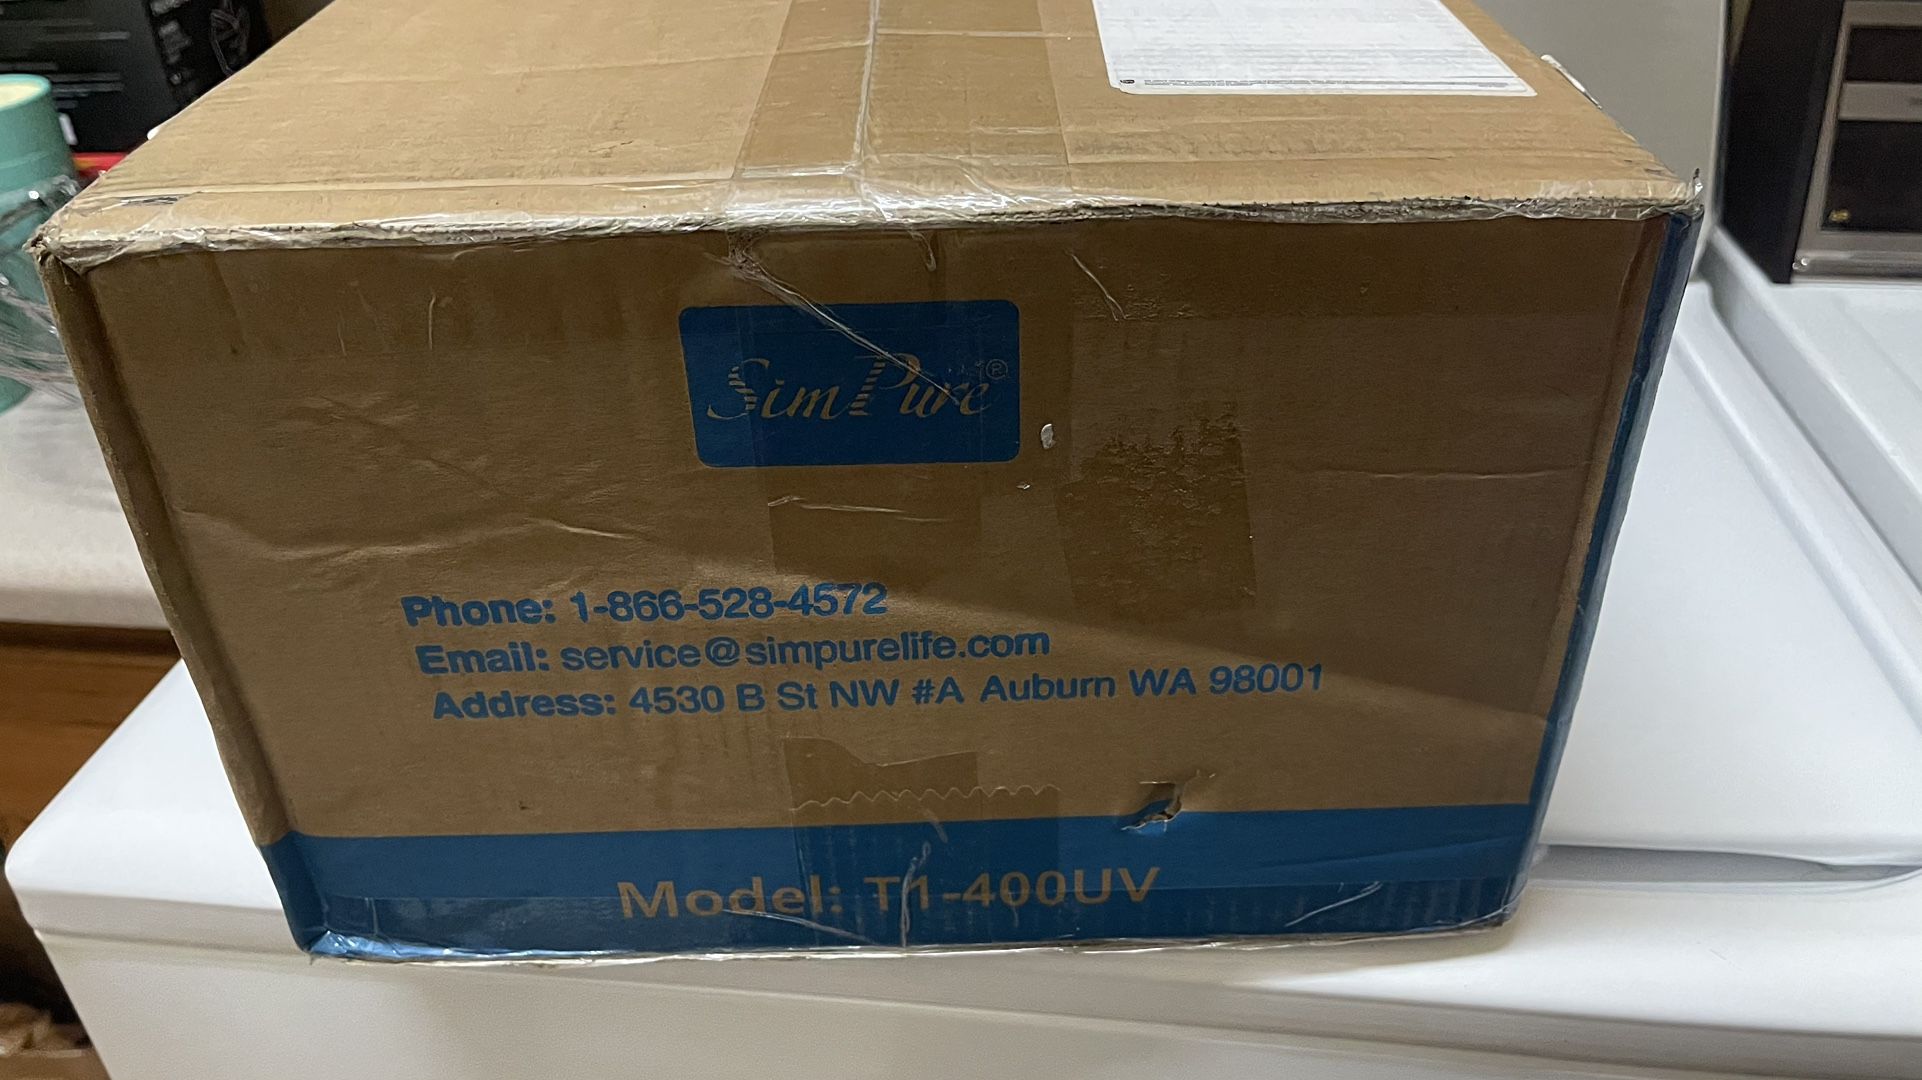 SimPure®
Phone: 1-866-528-4572
Email: service@simpurelife.com
Address: 4530 B St NW #A Auburn WA 98001
Model: T1-400UV